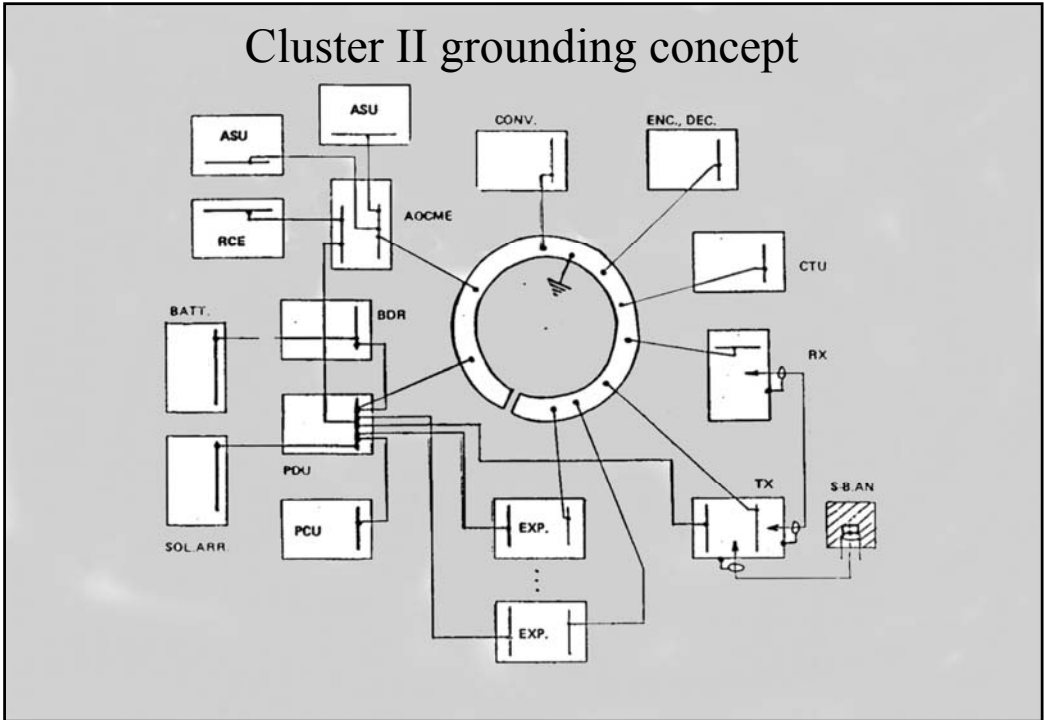 Cluster II grounding concept
ASU
ASU
CONV.
ENC., DEC.
RCE
AOCME
CTU
BATT.
BDR
RX
PDU
TX
S-B.AN
SOL.ARR.
PCU
EXP.
EXP.